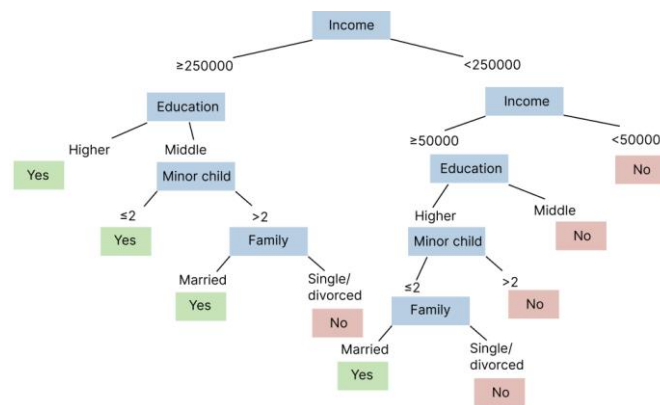 Income
≥250000
<250000
Education
Income
Higher
Middle
≥50000
<50000
Yes
Minor child
Education
No
≤2
>2
Higher
Middle
Yes
Family
Minor child
No
Married
Single/
divorced
≤2
>2
Yes
No
Family
No
Married
Single/
divorced
Yes
No